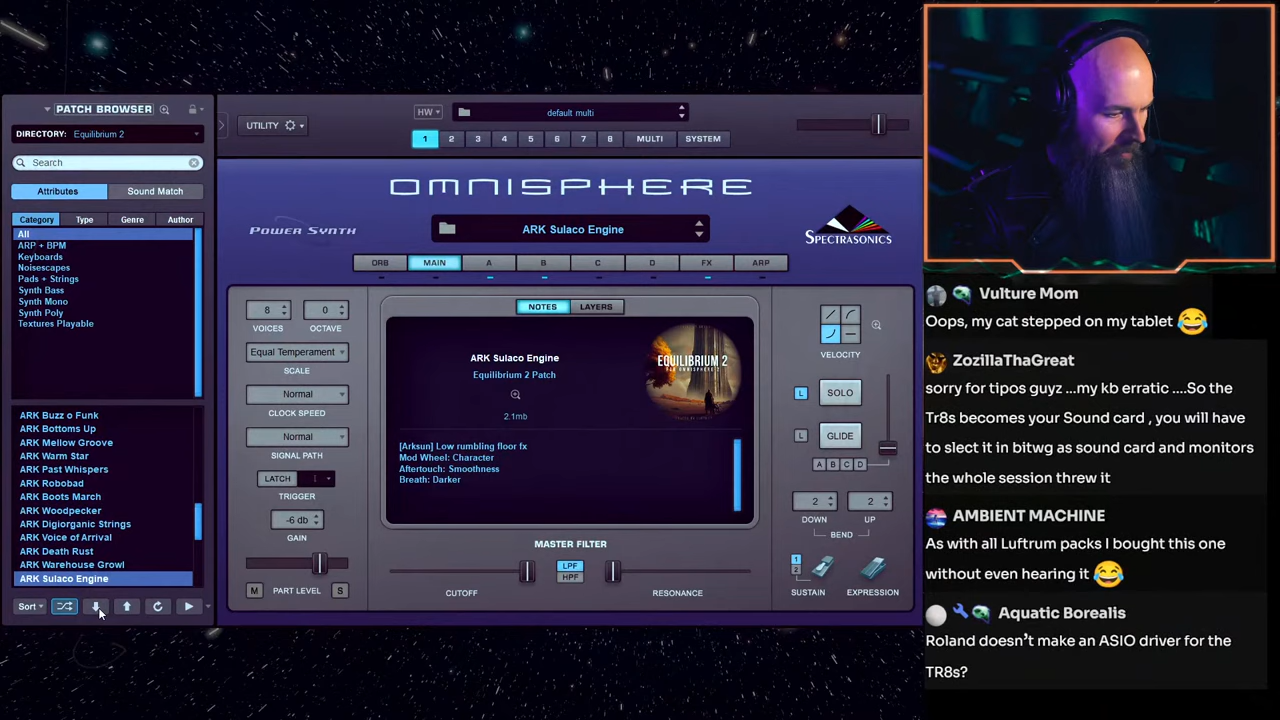 PATCH BROWSER
DIRECTORY: Equilibrium 2
Search
Attributes
Sound Match
Category
Type
Genre
Author
All
ARP + BPM
Keyboards
Noisescapes
Pads + Strings
Synth Bass
Synth Mono
Synth Poly
Textures Playable
ARK Buzz o Funk
ARK Bottoms Up
ARK Mellow Groove
ARK Warm Star
ARK Past Whispers
ARK Robobad
ARK Boots March
ARK Woodpecker
ARK Digiorganic Strings
ARK Voice of Arrival
ARK Death Rust
ARK Warehouse Growl
ARK Sulaco Engine
Sort
UTILITY
HW
default multi
1 2 3 4 5 6 7 8 MULTI SYSTEM
OMNISPHERE
POWER SYNTH
ARK Sulaco Engine
SPECTRASONICS
ORB MAIN A B C D FX ARP
8
0
VOICES
OCTAVE
Equal Temperament
SCALE
Normal
CLOCK SPEED
Normal
SIGNAL PATH
LATCH
TRIGGER
-6 db
GAIN
M PART LEVEL S
NOTES
LAYERS
ARK Sulaco Engine
Equilibrium 2 Patch
2.1mb
EQUILIBRIUM 2
FOR OMNISPHERE 2
[Arksun] Low rumbling floor fx
Mod Wheel: Character
Aftertouch: Smoothness
Breath: Darker
MASTER FILTER
LPF
HPF
CUTOFF
RESONANCE
VELOCITY
L SOLO
L GLIDE
A B C D
2
2
DOWN
UP
BEND
1
2
SUSTAIN
EXPRESSION
Vulture Mom
Oops, my cat stepped on my tablet 😂
ZozillaThaGreat
sorry for tipos guyz ...my kb erratic ....So the
Tr8s becomes your Sound card , you will have
to slect it in bitwg as sound card and monitors
the whole session threw it
AMBIENT MACHINE
As with all Luftrum packs I bought this one
without even hearing it 😂
Aquatic Borealis
Roland doesn’t make an ASIO driver for the
TR8s?